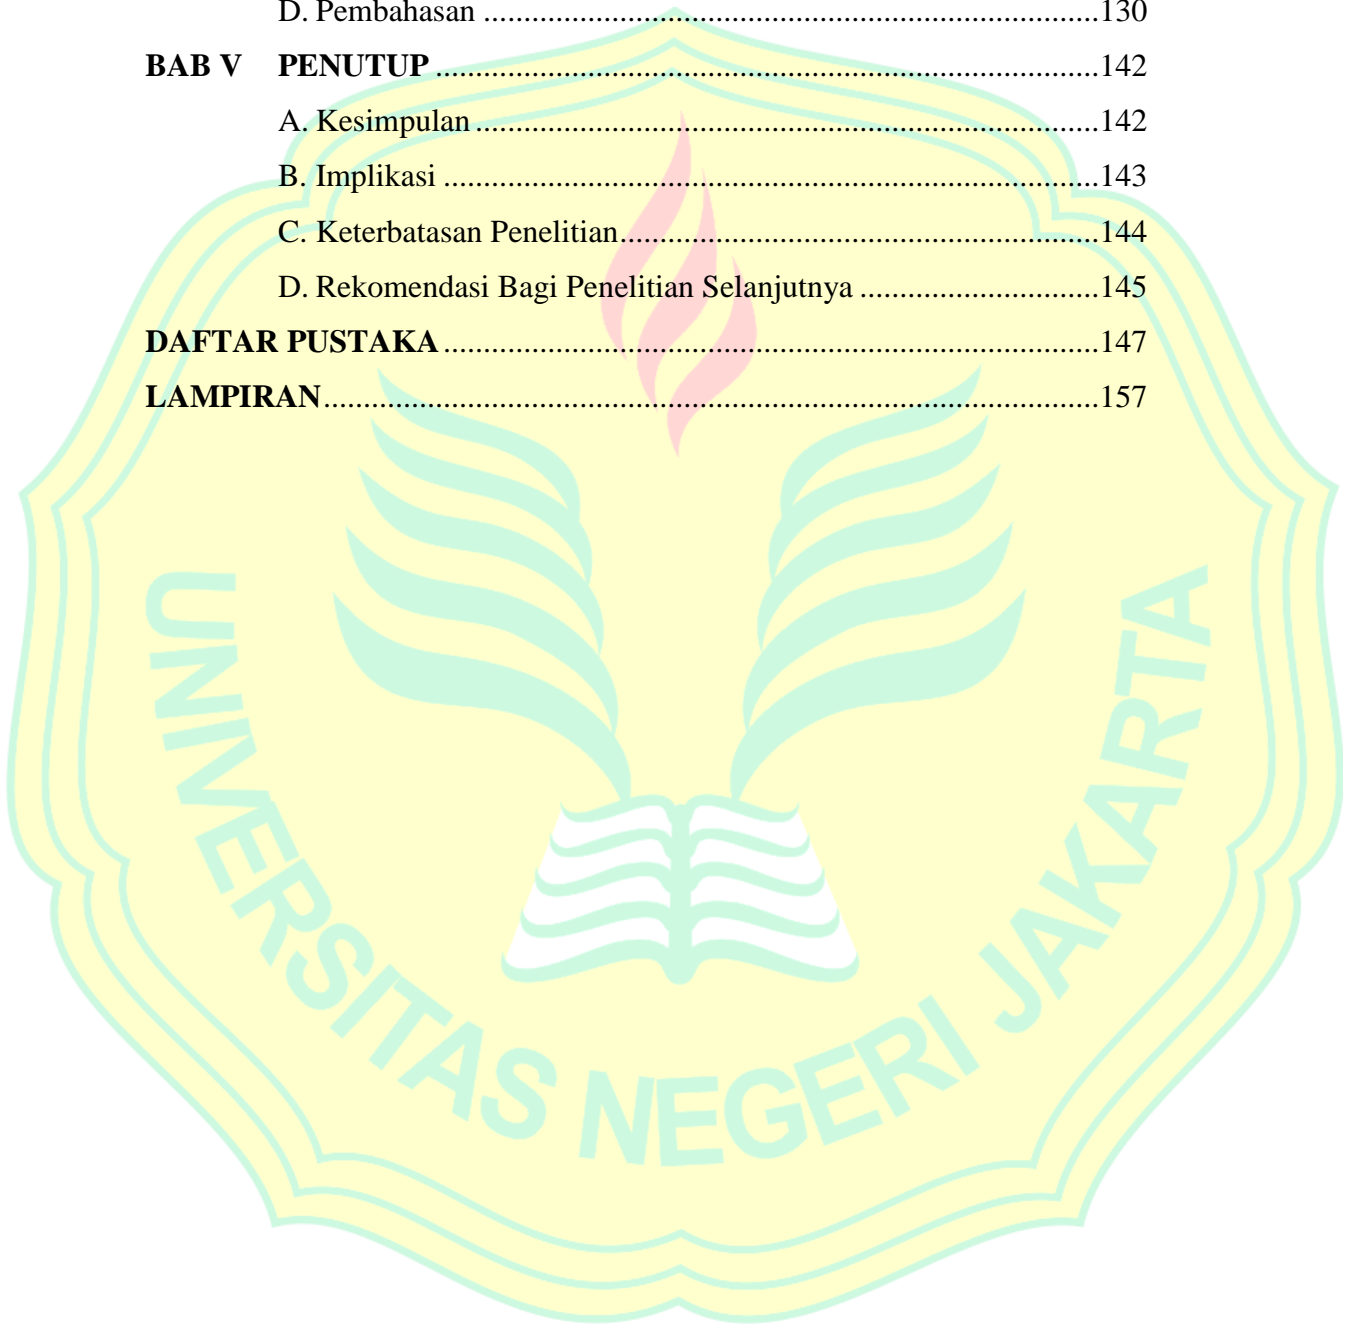 D. Pembahasan ............................................................................130
BAB V PENUTUP ..................................................................................142
A. Kesimpulan .............................................................................142
B. Implikasi .................................................................................143
C. Keterbatasan Penelitian...........................................................144
D. Rekomendasi Bagi Penelitian Selanjutnya .............................145
DAFTAR PUSTAKA .................................................................................147
LAMPIRAN................................................................................................157
UNIVERSITAS NEGERI JAKARTA